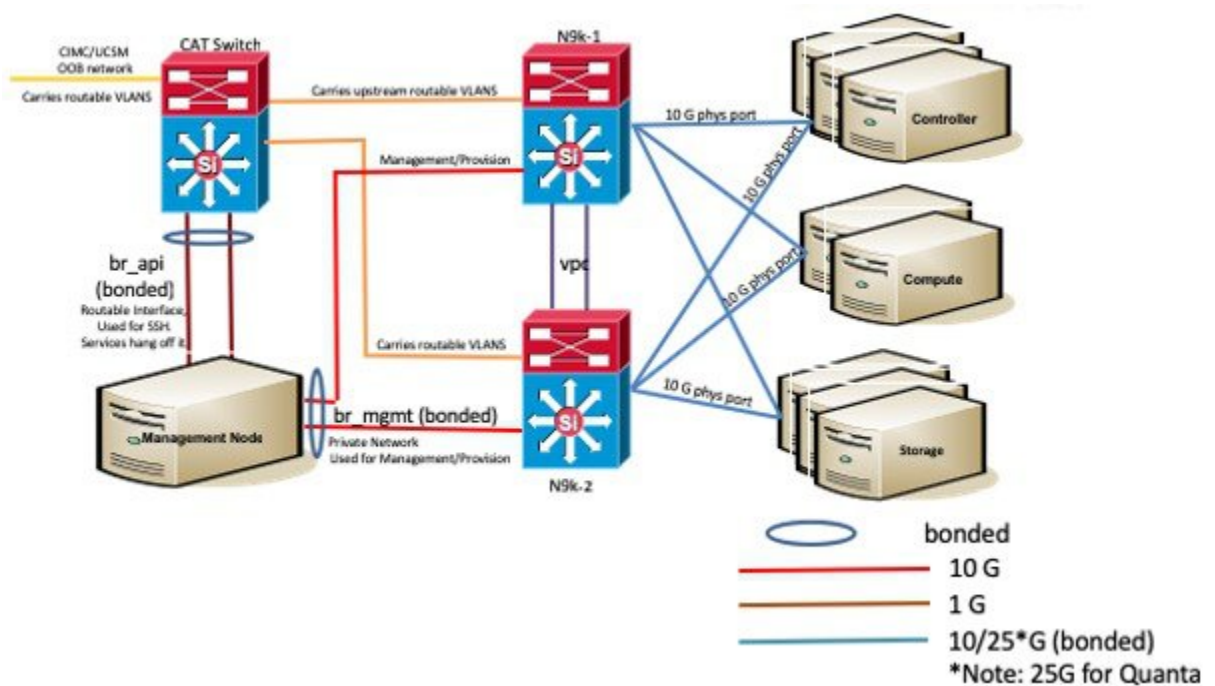 CAT Switch
N9k-1
CIMC/UCSM
OOB network
Carries routable VLANS
Carries upstream routable VLANS
10 G phys port
Controller
Si
Si
Management/Provision
10 G phys port
br_api
(bonded)
Routable Interface,
Used for SSH.
Services hang off it.
vpc
10 G phys port
Compute
Carries routable VLANS
10 G phys port
Management Node
br_mgmt (bonded)
Private Network
Used for Management/Provision
Si
Storage
N9k-2
bonded
10 G
1 G
10/25*G (bonded)
*Note: 25G for Quanta